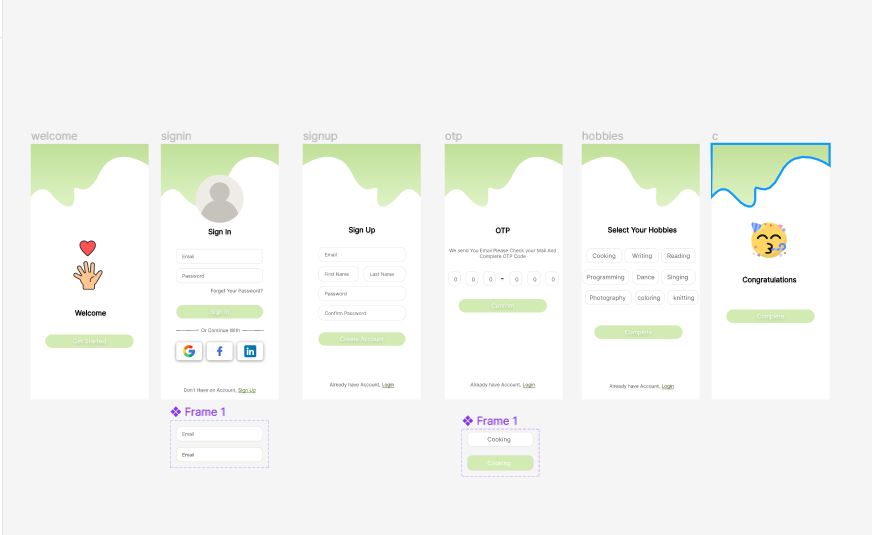 welcome
Welcome
Get Started
signin
Sign In
Email
Password
Forget Your Password?
Sign In
Or Continue With
G
f
in
Don't Have an Account, Sign Up
Frame 1
Email
Email
signup
Sign Up
Email
First Name
Last Name
Password
Confirm Password
Create Account
Already have Account, Login
otp
OTP
We send You Email Please Check your Mail And
Complete OTP Code
0 0 0 - 0 0 0
Confirm
Already have Account, Login
Frame 1
Cooking
Cooking
hobbies
Select Your Hobbies
Cooking Writing Reading
Programming Dance Singing
Photography coloring knitting
Complete
Already have Account, Login
c
Congratulations
Complete